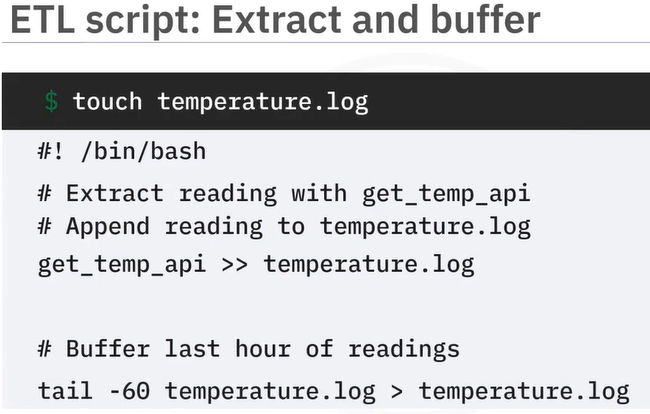 ETL script: Extract and buffer
$ touch temperature.log
#! /bin/bash
# Extract reading with get_temp_api
# Append reading to temperature.log
get_temp_api >> temperature.log
# Buffer last hour of readings
tail -60 temperature.log > temperature.log